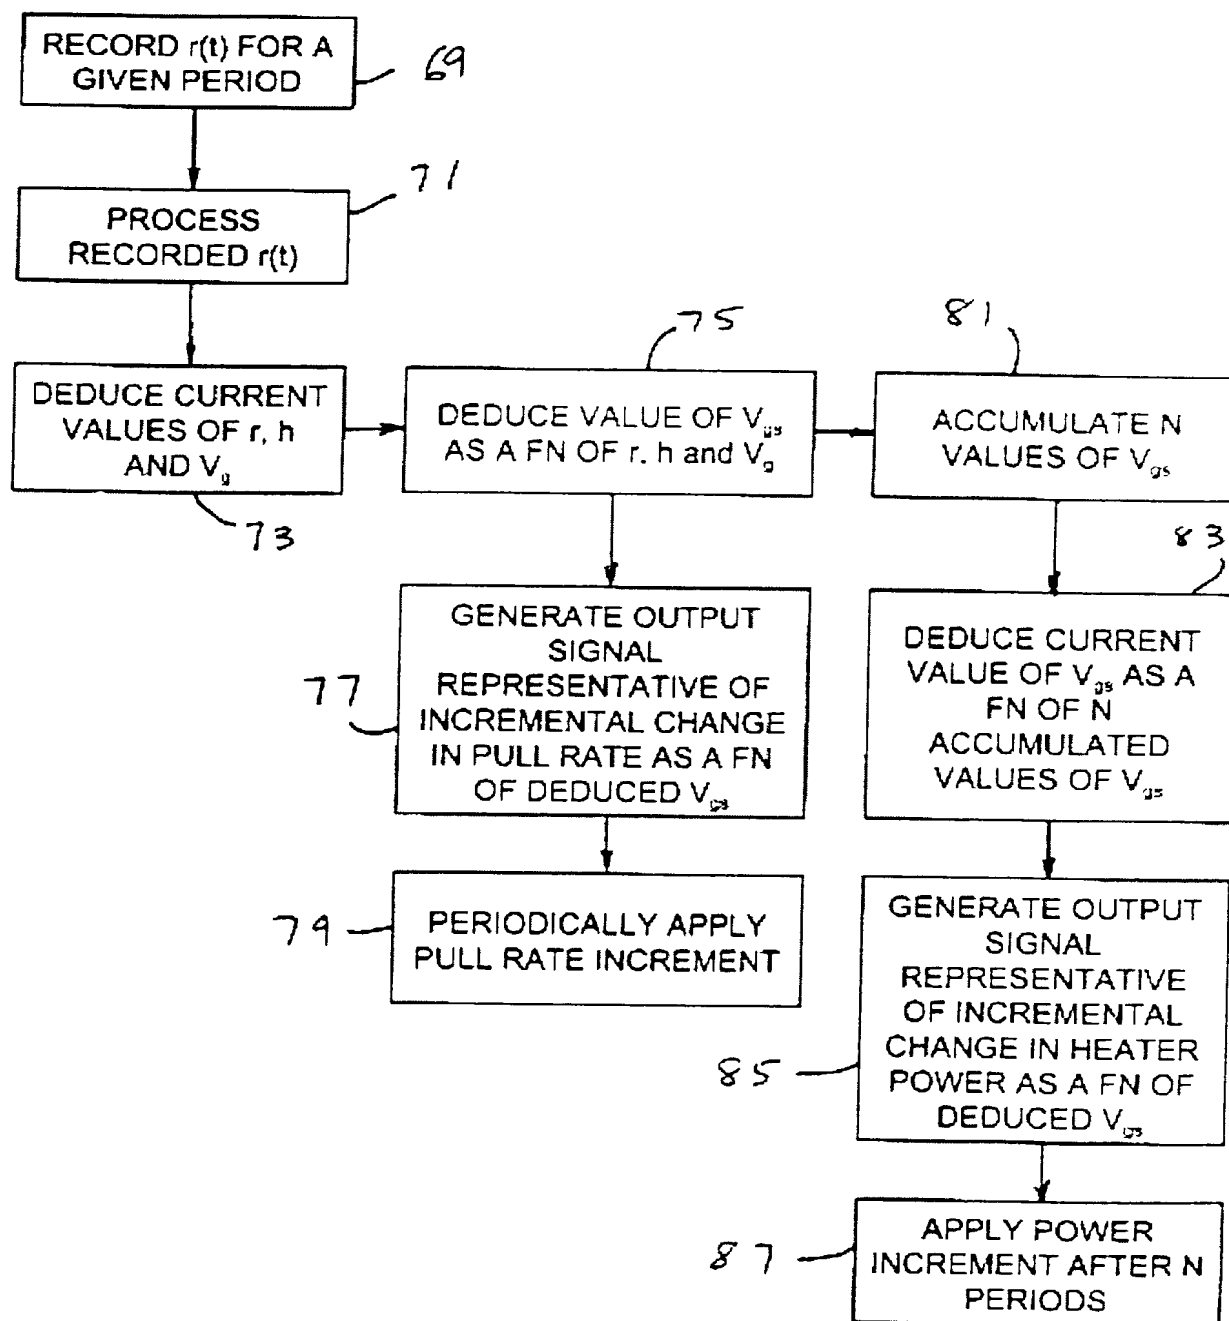 RECORD r(t) FOR A
GIVEN PERIOD
69
71
PROCESS
RECORDED r(t)
75
81
DEDUCE CURRENT
VALUES OF r, h
AND Vg
73
DEDUCE VALUE OF Vgs
AS A FN OF r, h and Vg
ACCUMULATE N
VALUES OF Vgs
83
GENERATE OUTPUT
SIGNAL
REPRESENTATIVE OF
INCREMENTAL CHANGE
IN PULL RATE AS A FN
OF DEDUCED Vgs
77
DEDUCE CURRENT
VALUE OF Vgs AS A
FN OF N
ACCUMULATED
VALUES OF Vgs
79
PERIODICALLY APPLY
PULL RATE INCREMENT
GENERATE OUTPUT
SIGNAL
REPRESENTATIVE
OF INCREMENTAL
CHANGE IN HEATER
POWER AS A FN OF
DEDUCED Vgs
85
87
APPLY POWER
INCREMENT AFTER N
PERIODS